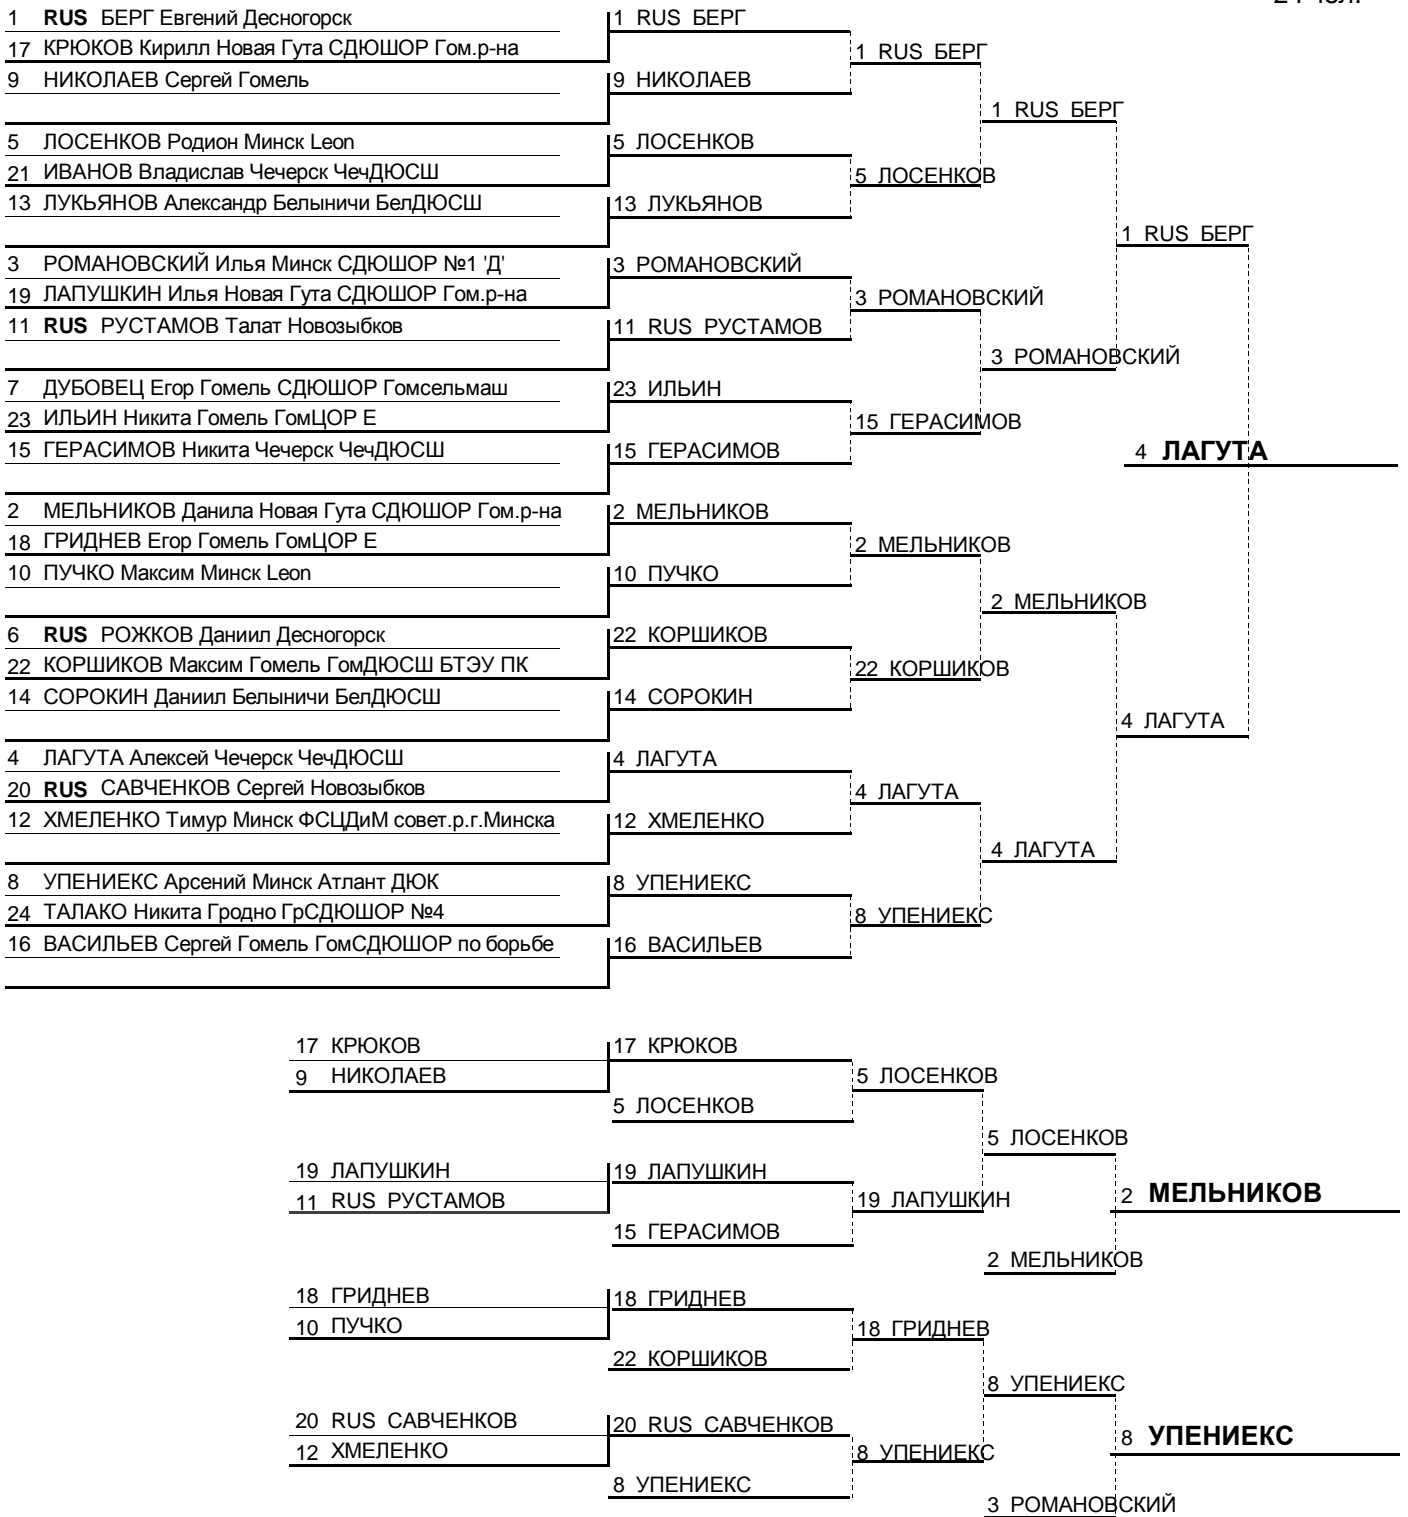 1 RUS БЕРГ Евгений Десногорск
17 КРЮКОВ Кирилл Новая Гута СДЮШОР Гом.р-на
9 НИКОЛАЕВ Сергей Гомель
5 ЛОСЕНКОВ Родион Минск Leon
21 ИВАНОВ Владислав Чечерск ЧечДЮСШ
13 ЛУКЬЯНОВ Александр Белыничи БелДЮСШ
3 РОМАНОВСКИЙ Илья Минск СДЮШОР №1 'Д'
19 ЛАПУШКИН Илья Новая Гута СДЮШОР Гом.р-на
11 RUS РУСТАМОВ Талат Новозыбков
7 ДУБОВЕЦ Егор Гомель СДЮШОР Гомсельмаш
23 ИЛЬИН Никита Гомель ГомЦОР Е
15 ГЕРАСИМОВ Никита Чечерск ЧечДЮСШ
2 МЕЛЬНИКОВ Данила Новая Гута СДЮШОР Гом.р-на
18 ГРИДНЕВ Егор Гомель ГомЦОР Е
10 ПУЧКО Максим Минск Leon
6 RUS РОЖКОВ Даниил Десногорск
22 КОРШИКОВ Максим Гомель ГомДЮСШ БТЭУ ПК
14 СОРОКИН Даниил Белыничи БелДЮСШ
4 ЛАГУТА Алексей Чечерск ЧечДЮСШ
20 RUS САВЧЕНКОВ Сергей Новозыбков
12 ХМЕЛЕНКО Тимур Минск ФСЦДиМ совет.р.г.Минска
8 УПЕНИЕКС Арсений Минск Атлант ДЮК
24 ТАЛАКО Никита Гродно ГрСДЮШОР №4
16 ВАСИЛЬЕВ Сергей Гомель ГомСДЮШОР по борьбе
1 RUS БЕРГ
9 НИКОЛАЕВ
5 ЛОСЕНКОВ
13 ЛУКЬЯНОВ
3 РОМАНОВСКИЙ
11 RUS РУСТАМОВ
23 ИЛЬИН
15 ГЕРАСИМОВ
2 МЕЛЬНИКОВ
10 ПУЧКО
22 КОРШИКОВ
14 СОРОКИН
4 ЛАГУТА
12 ХМЕЛЕНКО
8 УПЕНИЕКС
16 ВАСИЛЬЕВ
1 RUS БЕРГ
5 ЛОСЕНКОВ
3 РОМАНОВСКИЙ
15 ГЕРАСИМОВ
2 МЕЛЬНИКОВ
22 КОРШИКОВ
4 ЛАГУТА
8 УПЕНИЕКС
1 RUS БЕРГ
3 РОМАНОВСКИЙ
2 МЕЛЬНИКОВ
4 ЛАГУТА
1 RUS БЕРГ
4 ЛАГУТА
4 ЛАГУТА
17 КРЮКОВ
9 НИКОЛАЕВ
19 ЛАПУШКИН
11 RUS РУСТАМОВ
18 ГРИДНЕВ
10 ПУЧКО
20 RUS САВЧЕНКОВ
12 ХМЕЛЕНКО
17 КРЮКОВ
5 ЛОСЕНКОВ
19 ЛАПУШКИН
15 ГЕРАСИМОВ
18 ГРИДНЕВ
22 КОРШИКОВ
20 RUS САВЧЕНКОВ
8 УПЕНИЕКС
5 ЛОСЕНКОВ
19 ЛАПУШКИН
18 ГРИДНЕВ
8 УПЕНИЕКС
5 ЛОСЕНКОВ
2 МЕЛЬНИКОВ
8 УПЕНИЕКС
3 РОМАНОВСКИЙ
2 МЕЛЬНИКОВ
8 УПЕНИЕКС